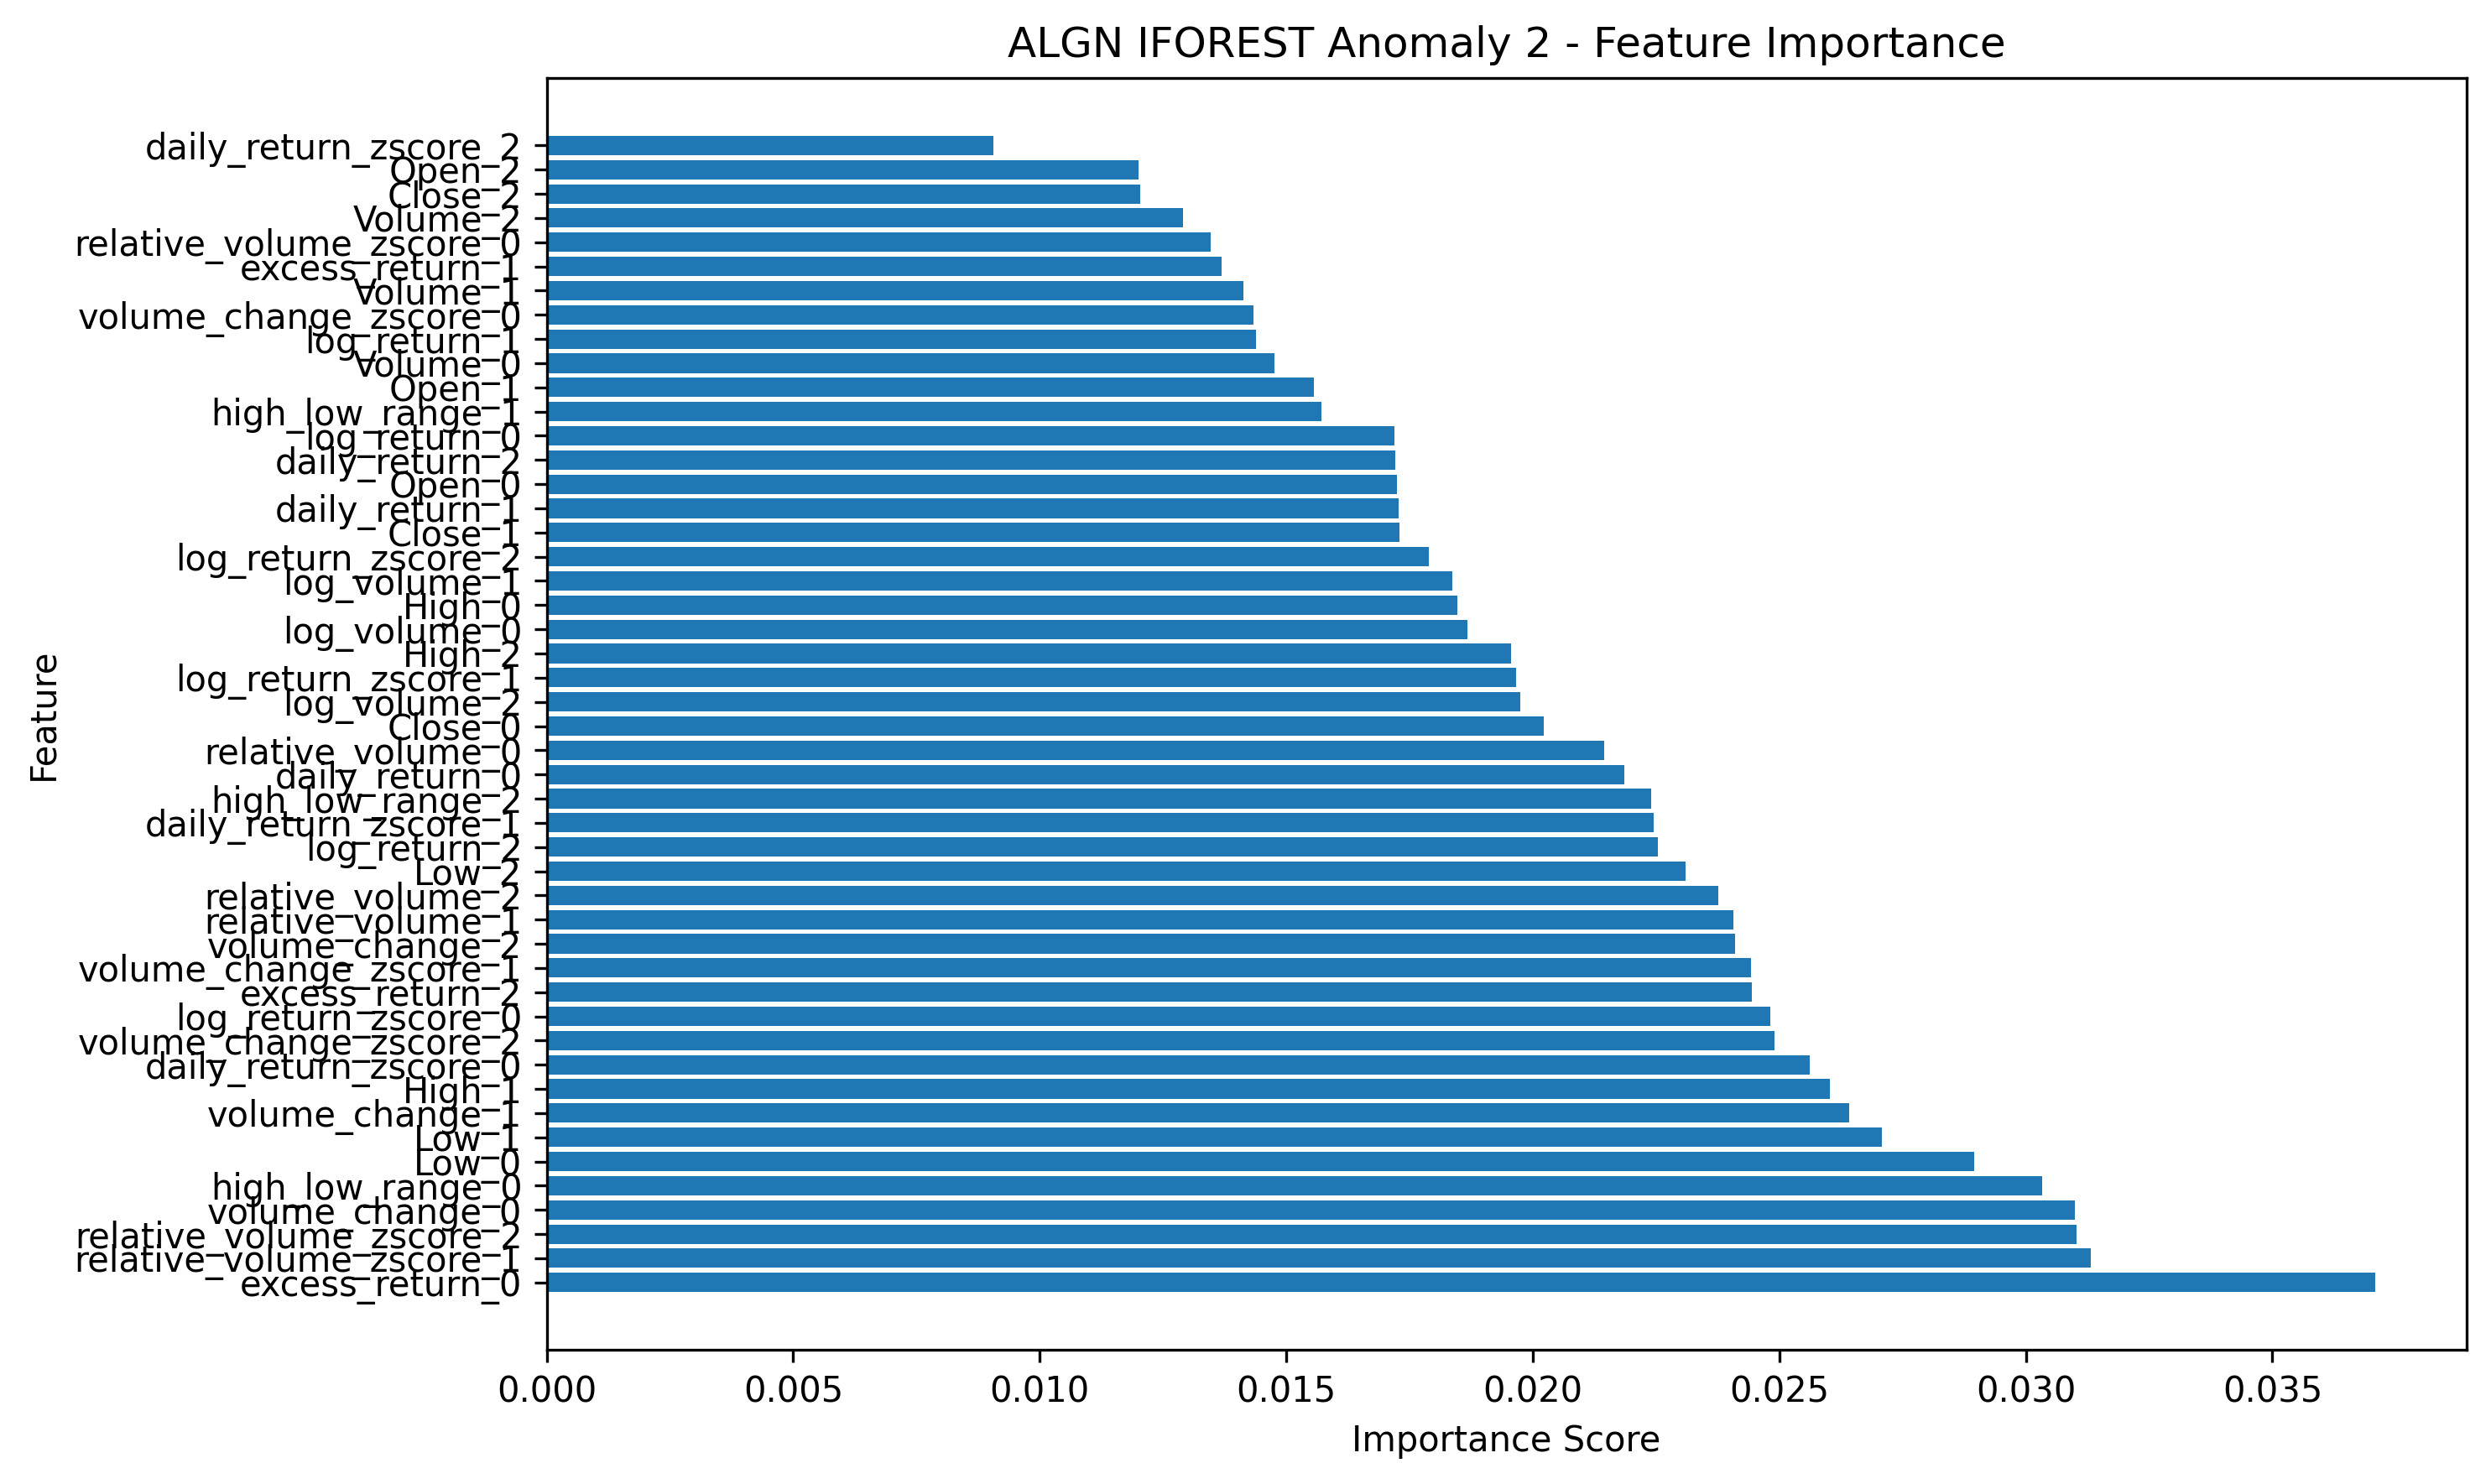 ALGN IFOREST Anomaly 2 - Feature Importance
daily_return_zscore_2
Open_2
Close_2
Volume_2
relative_volume_zscore_0
excess_return_1
Volume_1
volume_change_zscore_0
log_return_1
Volume_0
Open_1
high_low_range_1
log_return_0
daily_return_2
Open_0
daily_return_1
Close_1
log_return_zscore_2
log_volume_1
High_0
log_volume_0
High_2
log_return_zscore_1
log_volume_2
Close_0
relative_volume_0
daily_return_0
high_low_range_2
daily_return_zscore_1
log_return_2
Low_2
relative_volume_2
relative_volume_1
volume_change_2
volume_change_zscore_1
excess_return_2
log_return_zscore_0
volume_change_zscore_2
daily_return_zscore_0
High_1
volume_change_1
Low_1
Low_0
high_low_range_0
volume_change_0
relative_volume_zscore_2
relative_volume_zscore_1
excess_return_0
Feature
0.000 0.005 0.010 0.015 0.020 0.025 0.030 0.035
Importance Score